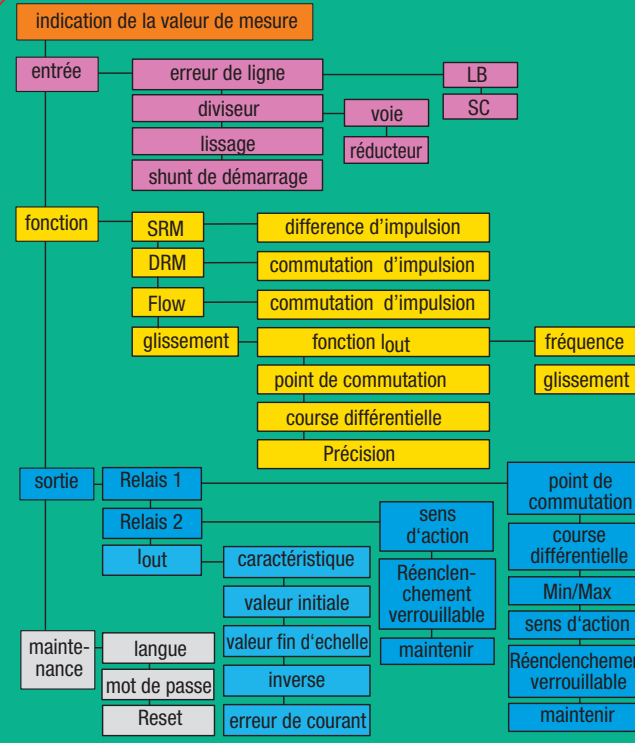 indication de la valeur de mesure
entrée
erreur de ligne
LB
SC
diviseur
voie
réducteur
lissage
shunt de démarrage
fonction
SRM
différence d'impulsion
DRM
commutation d'impulsion
Flow
commutation d'impulsion
glissement
fonction Iout
fréquence
glissement
point de commutation
course différentielle
Précision
sortie
Relais 1
point de
commutation
course
différentielle
Min/Max
sens d'action
Réenclenchemen
verrouillable
maintenir
Relais 2
sens
d'action
Réenclen-
chement
verrouillable
maintenir
Iout
caractéristique
valeur initiale
valeur fin d'echelle
inverse
erreur de courant
mainte-
nance
langue
mot de passe
Reset